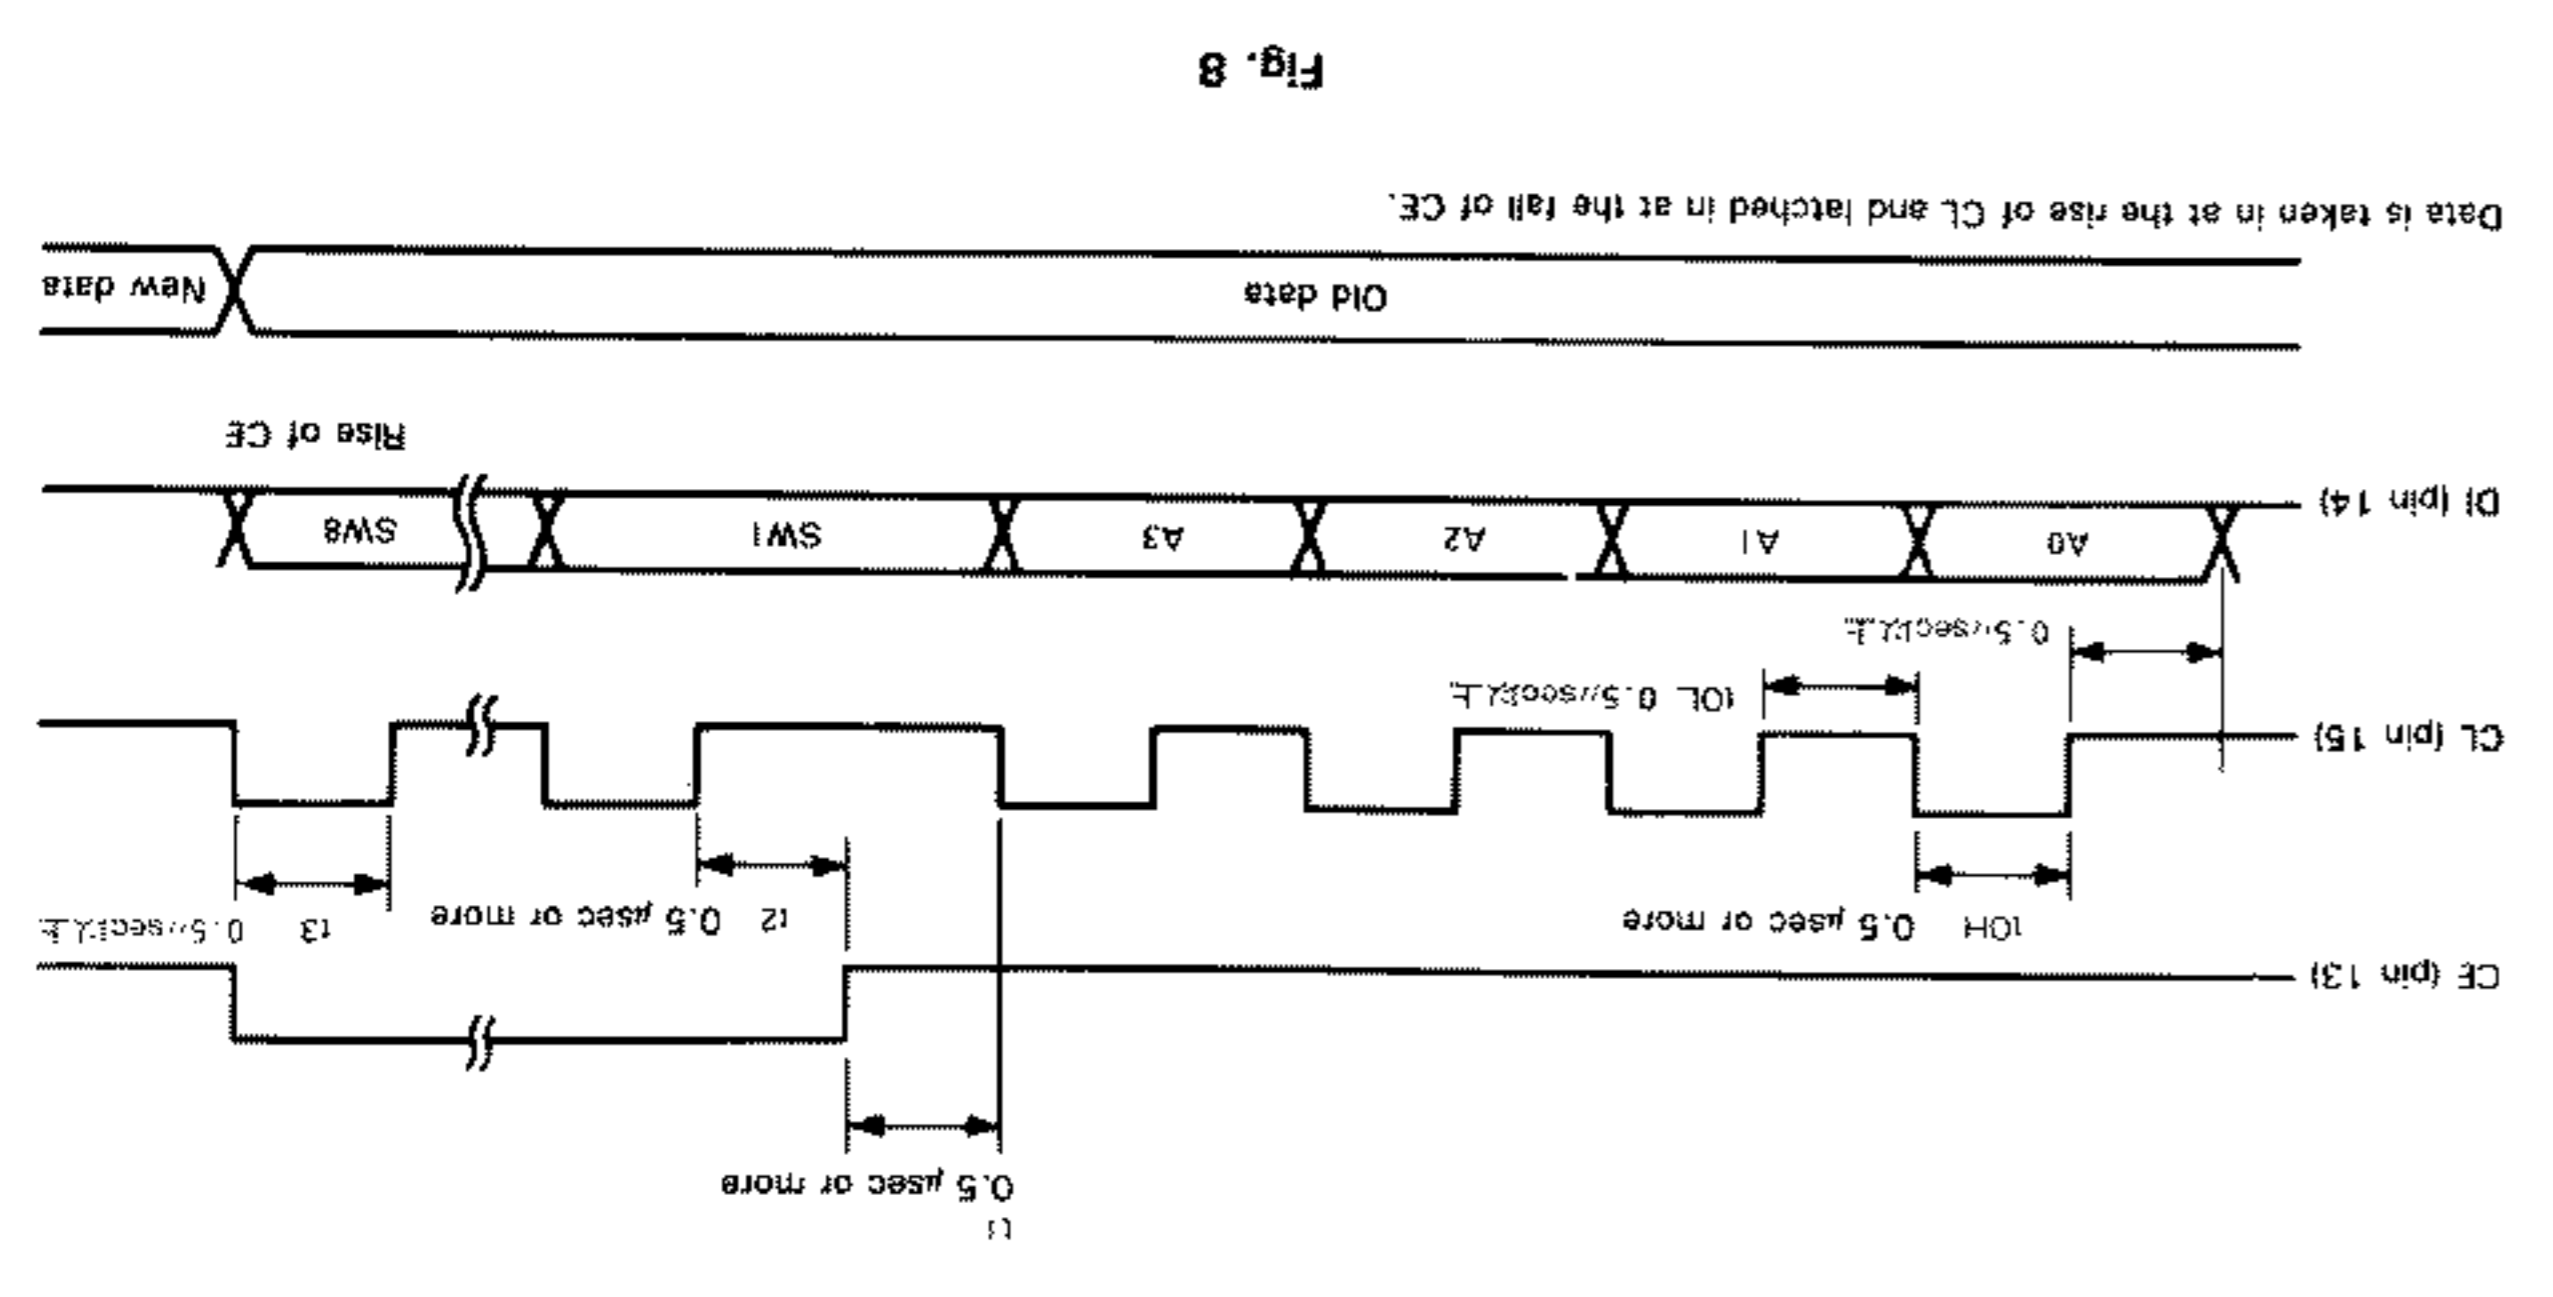 t1
0.5 μsec or more
CE (pin 13)
tOH 0.5 μsec or more
t2 0.5 μsec or more
t3 0.5μsec以上
CL (pin 15)
tOL 0.5μsec以上
0.5μsec以上
DI (pin 14)
A0 A1 A2 A3 SW1 SW8
Rise of CE
Old data
New data
Data is taken in at the rise of CL and latched in at the fall of CE.
Fig. 8